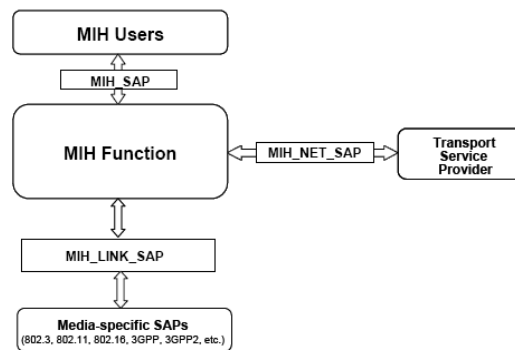 MIH Users
MIH_SAP
MIH Function
MIH_NET_SAP
Transport
Service
Provider
MIH_LINK_SAP
Media-specific SAPs
(802.3, 802.11, 802.16, 3GPP, 3GPP2, etc.)